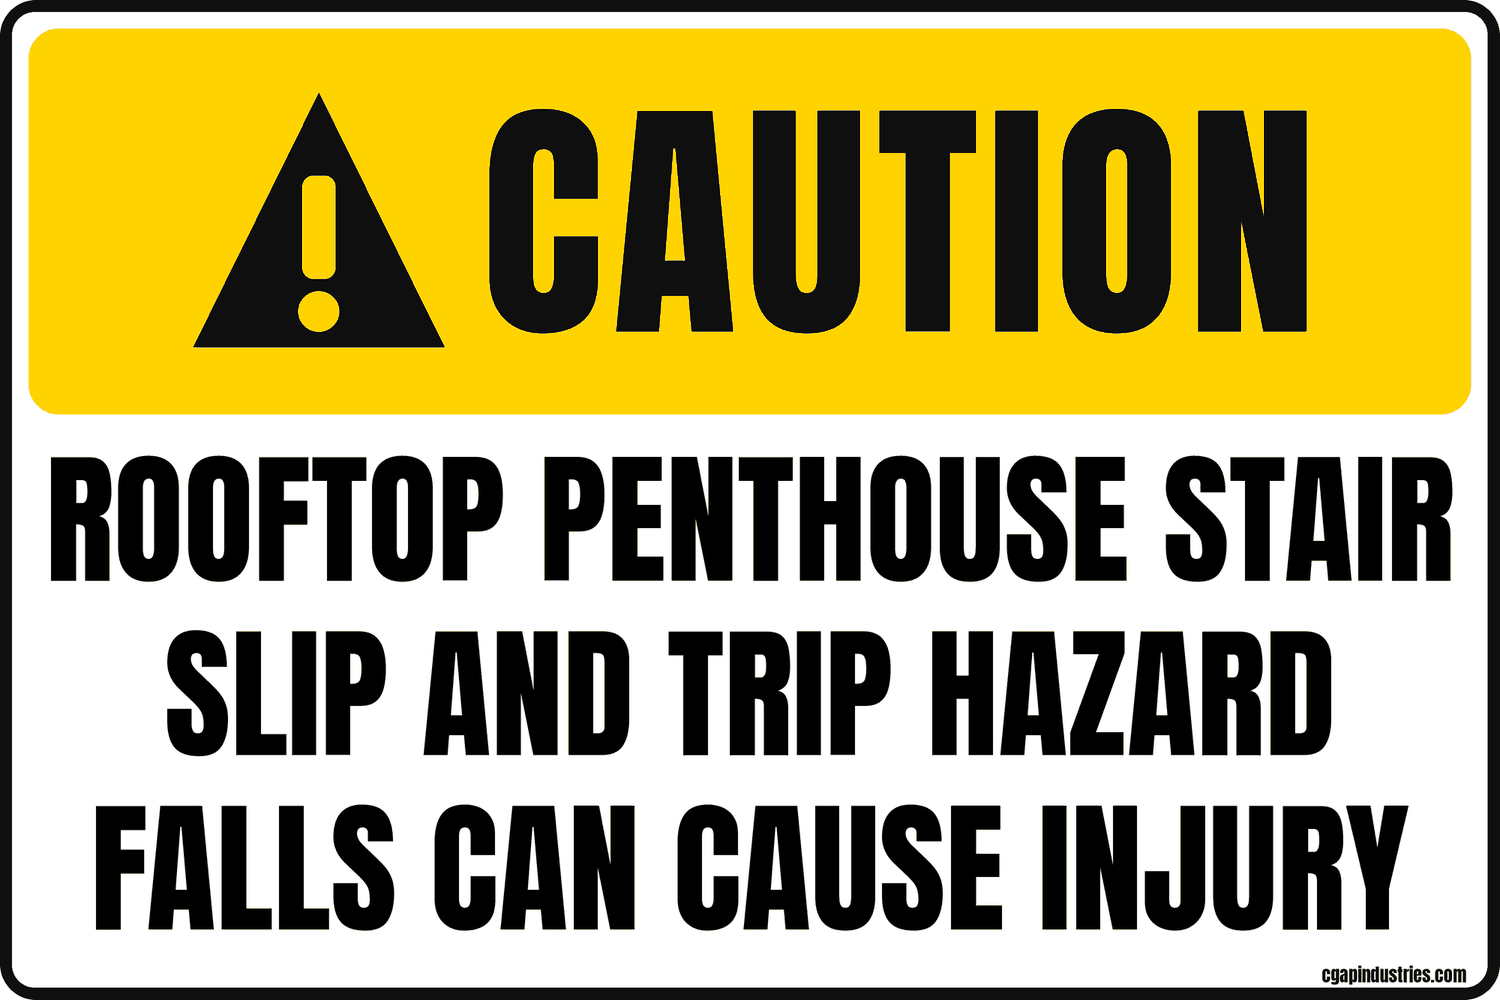 CAUTION
ROOFTOP PENTHOUSE STAIR
SLIP AND TRIP HAZARD
FALLS CAN CAUSE INJURY
cgapindustries.com